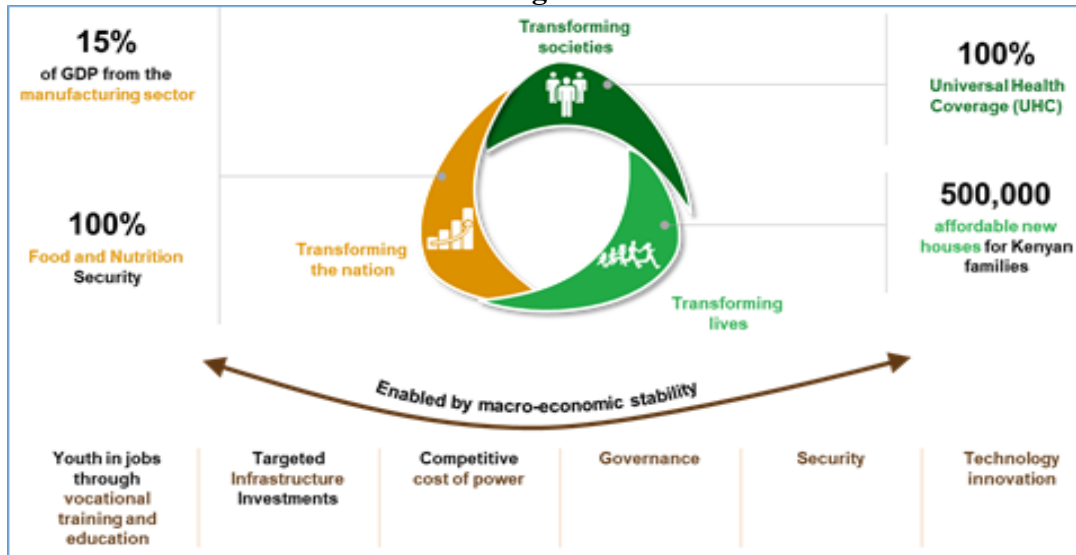 15%
of GDP from the
manufacturing sector
100%
Food and Nutrition
Security
Transforming
societies
Transforming
the nation
Transforming
lives
100%
Universal Health
Coverage (UHC)
500,000
affordable new
houses for Kenyan
families
Enabled by macro-economic stability
Youth in jobs
through
vocational
training and
education
Targeted
Infrastructure
Investments
Competitive
cost of power
Governance
Security
Technology
innovation